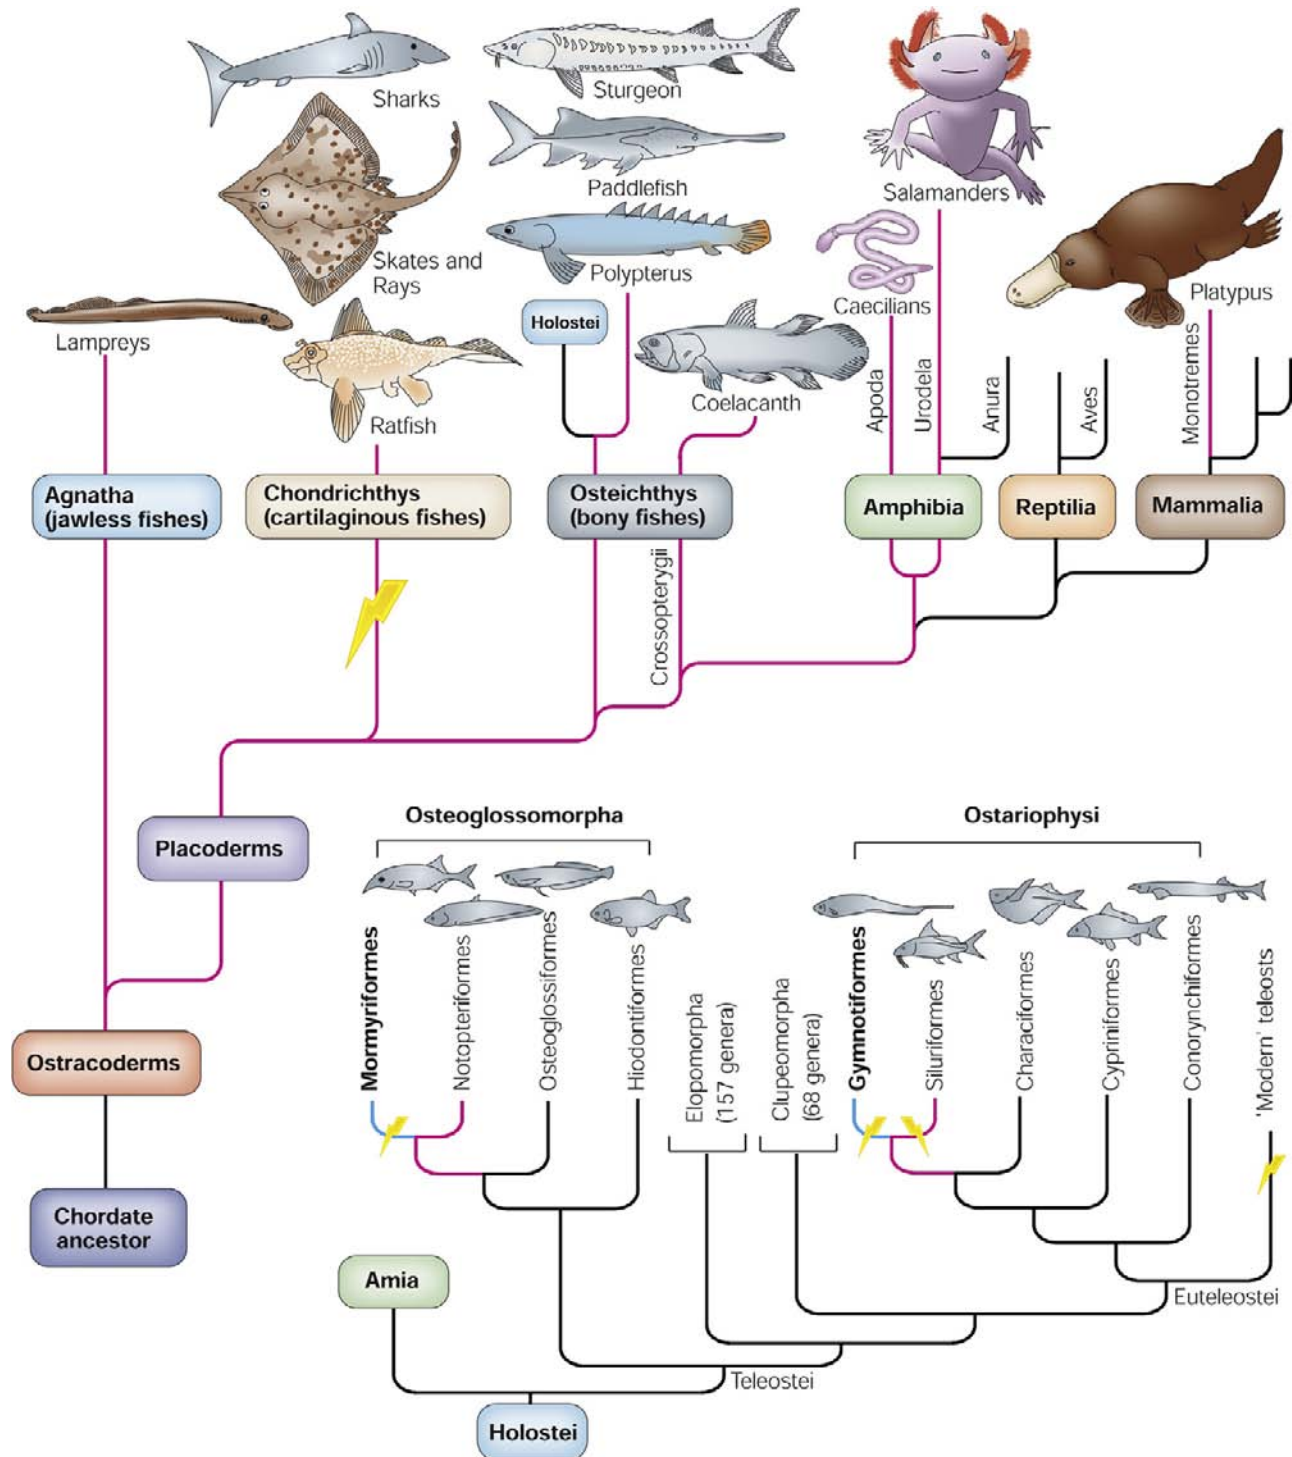 Sharks
Sturgeon
Paddlefish
Salamanders
Skates and
Rays
Polypterus
Caecilians
Platypus
Lampreys
Holostei
Ratfish
Coelacanth
Apoda
Urodela
Anura
Aves
Monotremes
Agnatha
(jawless fishes)
Chondrichthys
(cartilaginous fishes)
Osteichthys
(bony fishes)
Amphibia
Reptilia
Mammalia
Crossopterygii
Placoderms
Osteoglossomorpha
Ostariophysi
Mormyriformes
Notopteriformes
Osteoglossiformes
Hiodontiformes
Elopomorpha
(157 genera)
Clupeomorpha
(68 genera)
Gymnotiformes
Siluriformes
Characiformes
Cypriniformes
Conorynchiformes
'Modern' teleosts
Ostracoderms
Chordate
ancestor
Amia
Euteleostei
Teleostei
Holostei